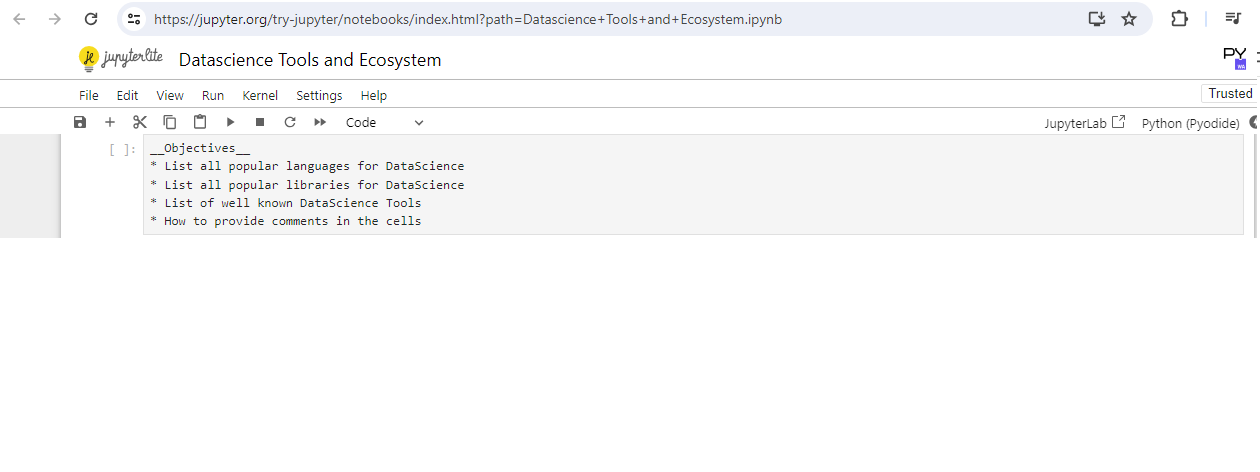 https://jupyter.org/try-jupyter/notebooks/index.html?path=Datascience+Tools+and+Ecosystem.ipynb
jupyterlite Datascience Tools and Ecosystem PY
WA
File Edit View Run Kernel Settings Help Trusted
Code JupyterLab Python (Pyodide)
[ ]: __Objectives__
* List all popular languages for DataScience
* List all popular libraries for DataScience
* List of well known DataScience Tools
* How to provide comments in the cells